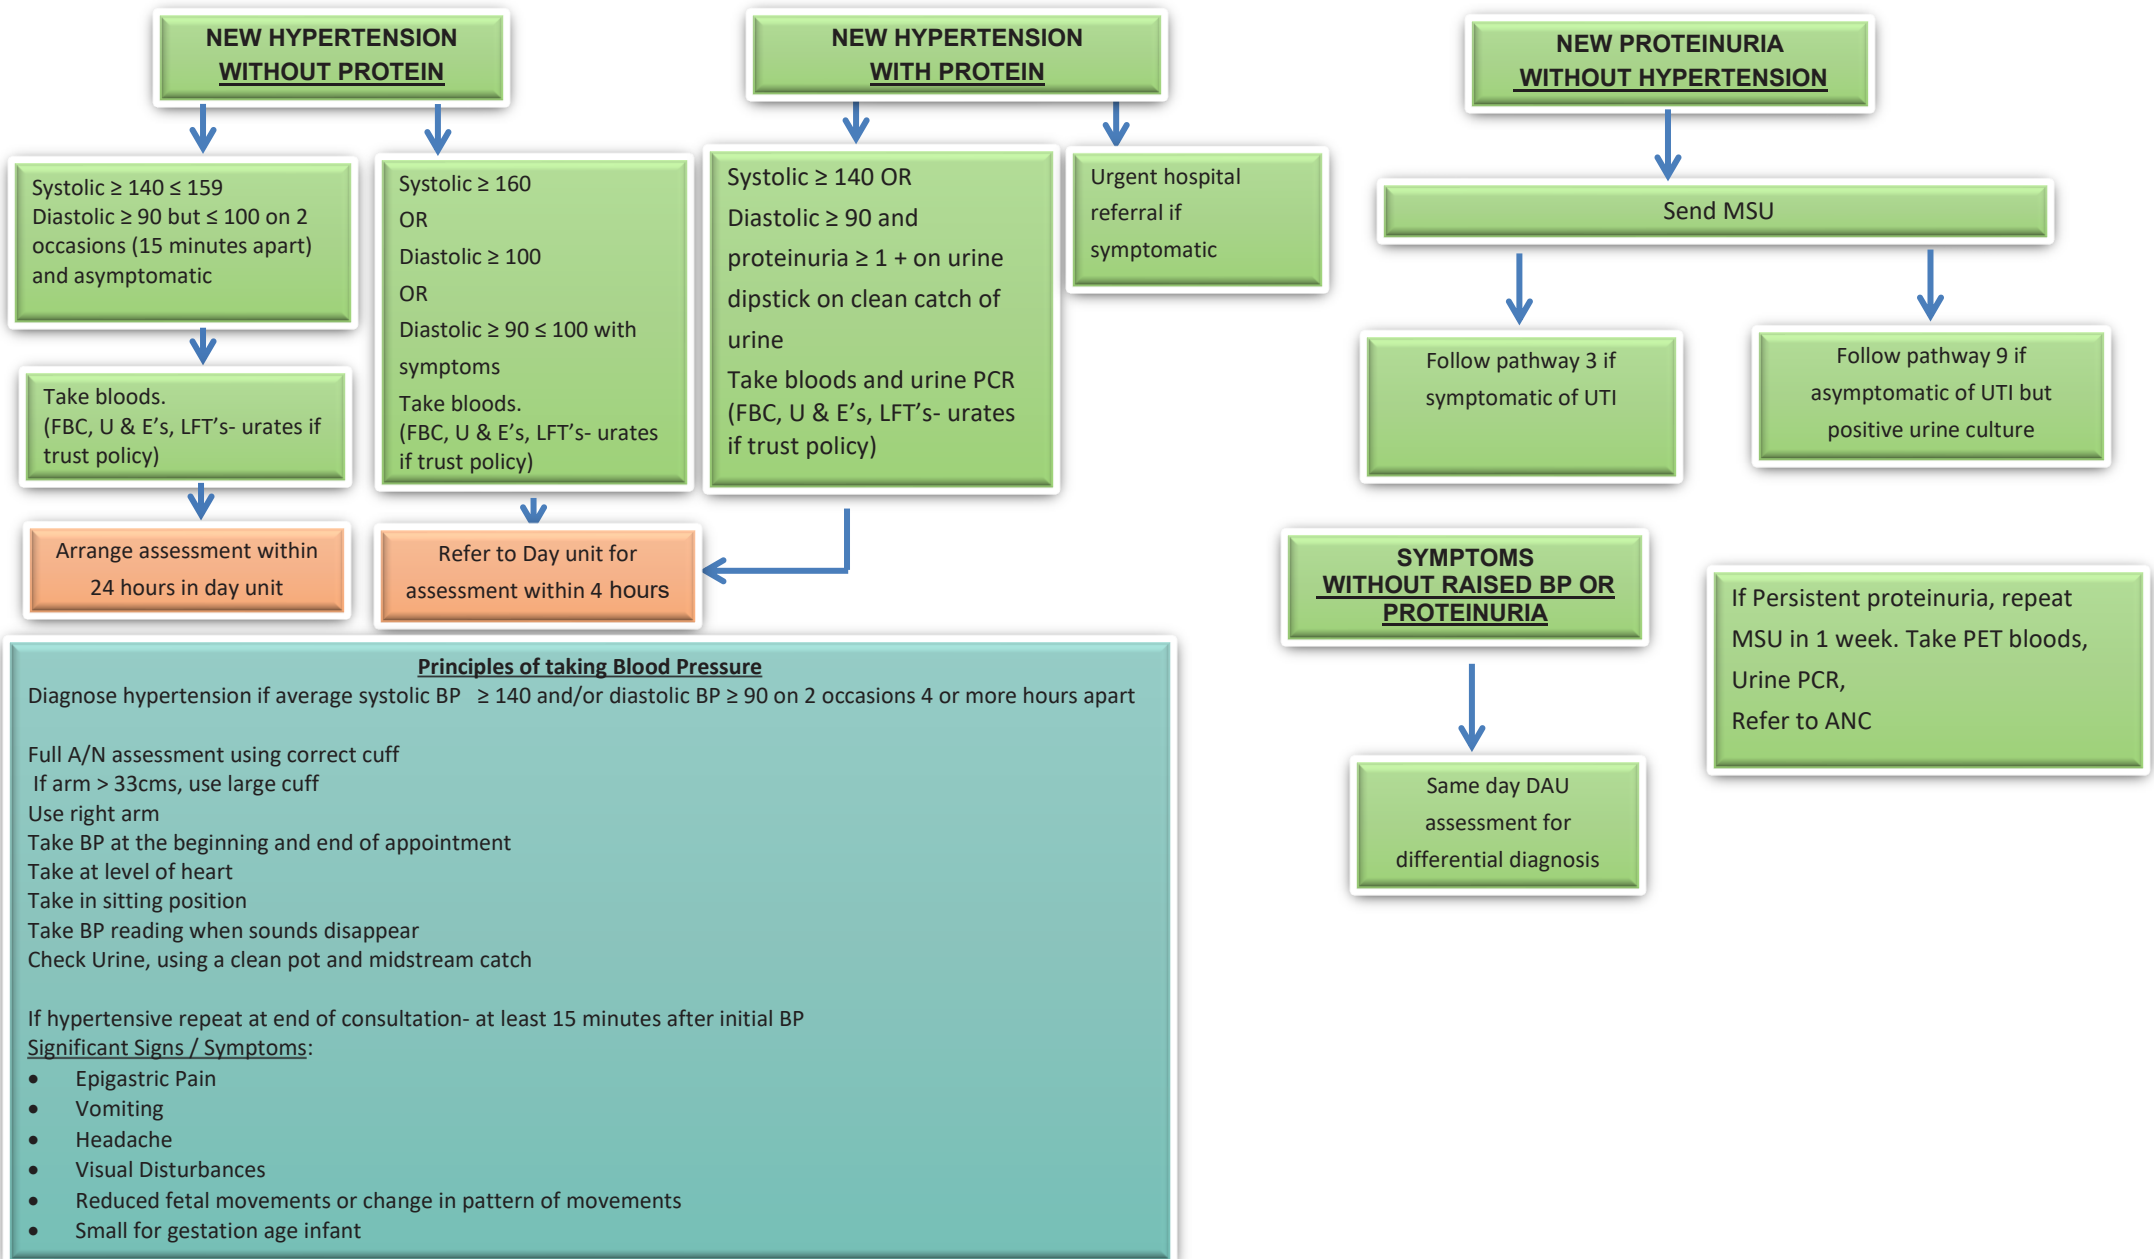 NEW HYPERTENSION
WITHOUT PROTEIN
Systolic ≥ 140 ≤ 159
Diastolic ≥ 90 but ≤ 100 on 2
occasions (15 minutes apart)
and asymptomatic
Take bloods.
(FBC, U & E’s, LFT’s- urates if
trust policy)
Arrange assessment within
24 hours in day unit
Systolic ≥ 160
OR
Diastolic ≥ 100
OR
Diastolic ≥ 90 ≤ 100 with
symptoms
Take bloods.
(FBC, U & E’s, LFT’s- urates
if trust policy)
Refer to Day unit for
assessment within 4 hours
NEW HYPERTENSION
WITH PROTEIN
Systolic ≥ 140 OR
Diastolic ≥ 90 and
proteinuria ≥ 1 + on urine
dipstick on clean catch of
urine
Take bloods and urine PCR
(FBC, U & E’s, LFT’s- urates
if trust policy)
Urgent hospital
referral if
symptomatic
NEW PROTEINURIA
WITHOUT HYPERTENSION
Send MSU
Follow pathway 3 if
symptomatic of UTI
Follow pathway 9 if
asymptomatic of UTI but
positive urine culture
SYMPTOMS
WITHOUT RAISED BP OR
PROTEINURIA
Same day DAU
assessment for
differential diagnosis
If Persistent proteinuria, repeat
MSU in 1 week. Take PET bloods,
Urine PCR,
Refer to ANC
Principles of taking Blood Pressure
Diagnose hypertension if average systolic BP ≥ 140 and/or diastolic BP ≥ 90 on 2 occasions 4 or more hours apart
Full A/N assessment using correct cuff
If arm > 33cms, use large cuff
Use right arm
Take BP at the beginning and end of appointment
Take at level of heart
Take in sitting position
Take BP reading when sounds disappear
Check Urine, using a clean pot and midstream catch
If hypertensive repeat at end of consultation- at least 15 minutes after initial BP
Significant Signs / Symptoms:
• Epigastric Pain
• Vomiting
• Headache
• Visual Disturbances
• Reduced fetal movements or change in pattern of movements
• Small for gestation age infant